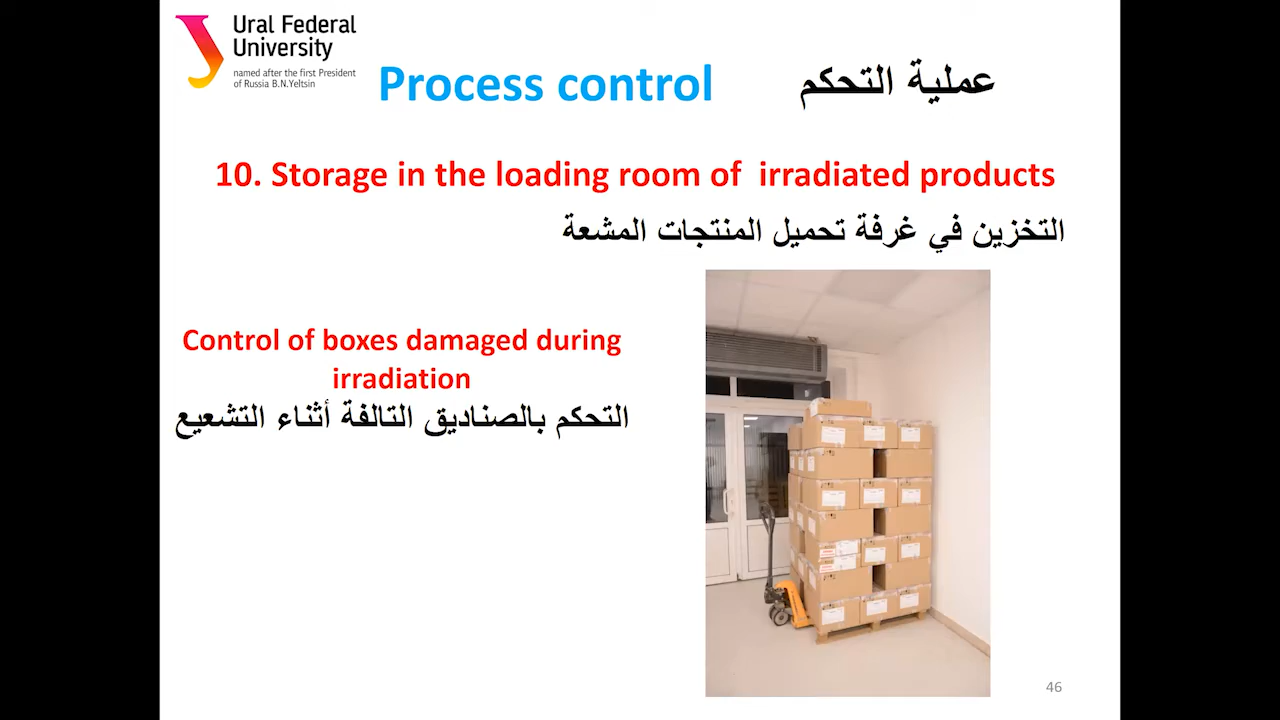 Ural Federal
University
named after the first President
of Russia B.N.Yeltsin
Process control
عملية التحكم
10. Storage in the loading room of irradiated products
التخزين في غرفة تحميل المنتجات المشعة
Control of boxes damaged during
irradiation
التحكم بالصناديق التالفة أثناء التشعيع
46